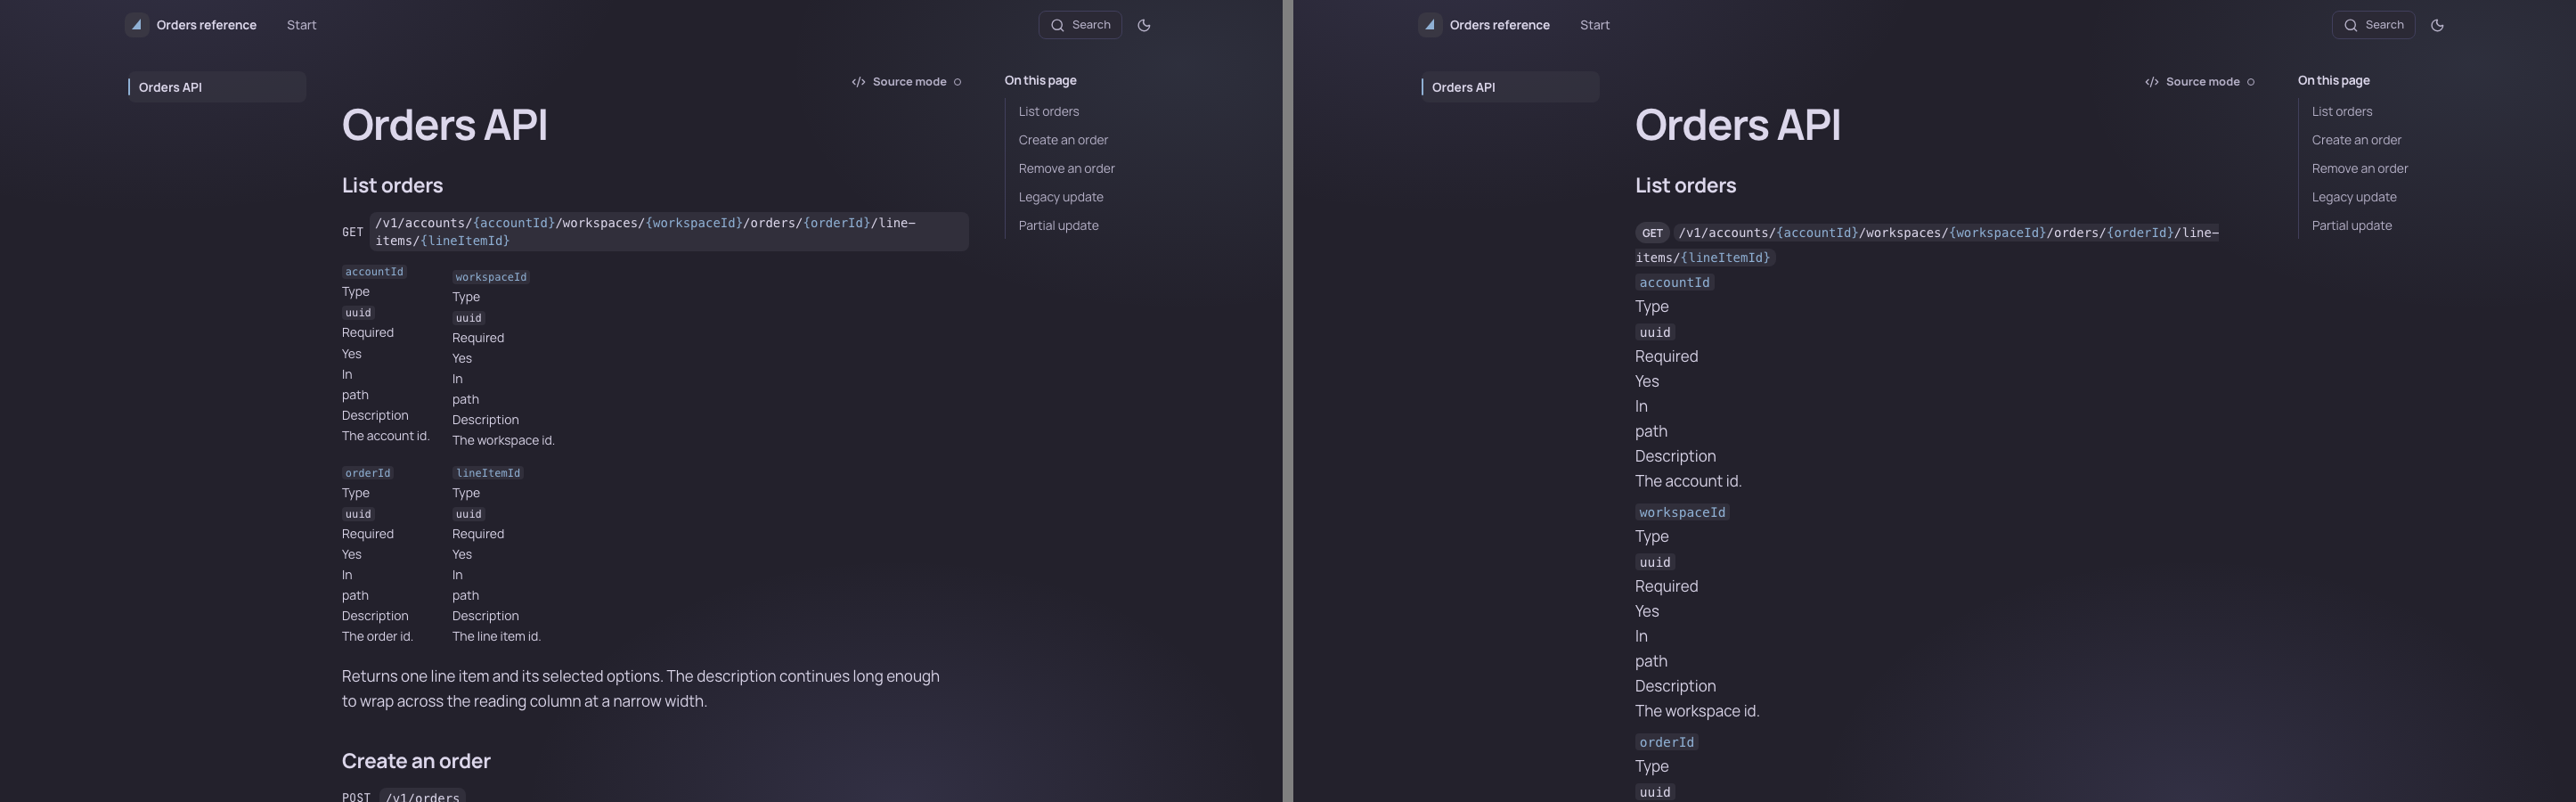 Orders reference Start Search
Orders API
Source mode
On this page
List orders
Create an order
Remove an order
Legacy update
Partial update
Orders API
List orders
GET /v1/accounts/{accountId}/workspaces/{workspaceId}/orders/{orderId}/line-
items/{lineItemId}
accountId
Type
uuid
Required
Yes
In
path
Description
The account id.
workspaceId
Type
uuid
Required
Yes
In
path
Description
The workspace id.
orderId
Type
uuid
Required
Yes
In
path
Description
The order id.
lineItemId
Type
uuid
Required
Yes
In
path
Description
The line item id.
Returns one line item and its selected options. The description continues long enough
to wrap across the reading column at a narrow width.
Create an order
POST /v1/orders
Orders reference Start Search
Orders API
Source mode
On this page
List orders
Create an order
Remove an order
Legacy update
Partial update
Orders API
List orders
GET /v1/accounts/{accountId}/workspaces/{workspaceId}/orders/{orderId}/line-
items/{lineItemId}
accountId
Type
uuid
Required
Yes
In
path
Description
The account id.
workspaceId
Type
uuid
Required
Yes
In
path
Description
The workspace id.
orderId
Type
uuid